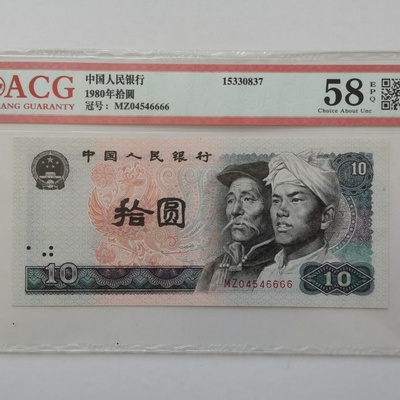 ACG
ANG GUARANTY
中国人民银行
1980年拾圆
冠号: MZ04546666
15330837
58 EPQ
Choice About Unc
中国人民银行
10
拾圆
10
10
MZ04546666